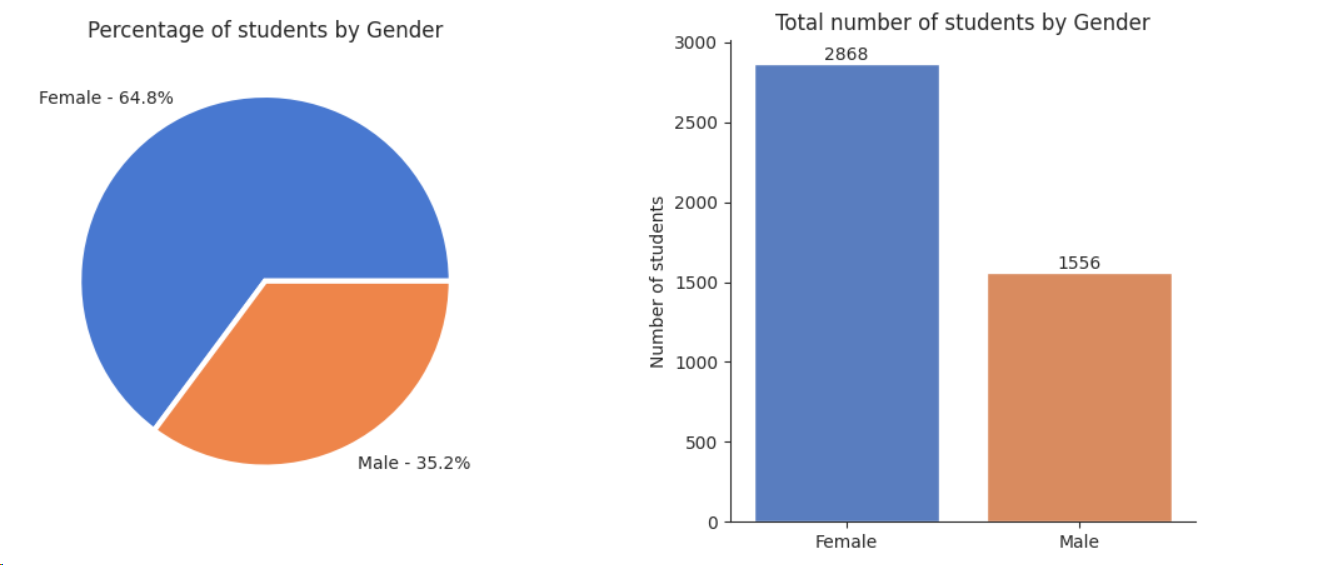 Percentage of students by Gender
Female - 64.8%
Male - 35.2%
Total number of students by Gender
3000
2868
2500
2000
1556
1500
1000
500
0
Number of students
Female
Male